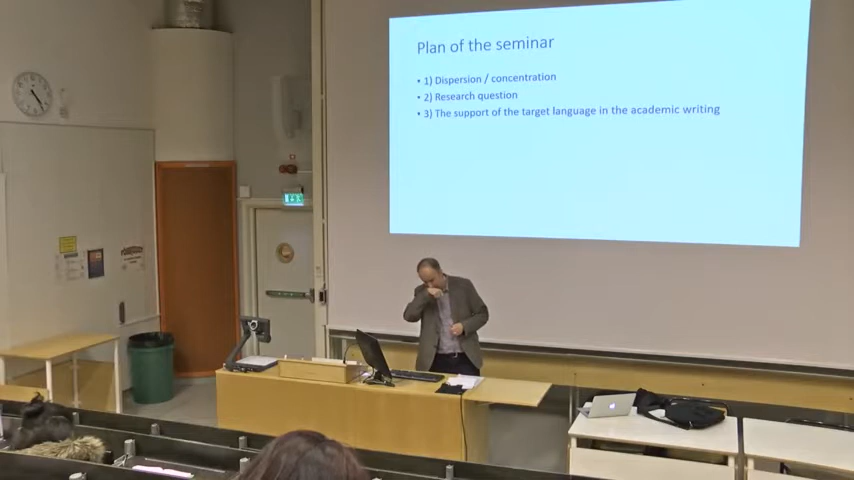 Plan of the seminar
• 1) Dispersion / concentration
• 2) Research question
• 3) The support of the target language in the academic writing